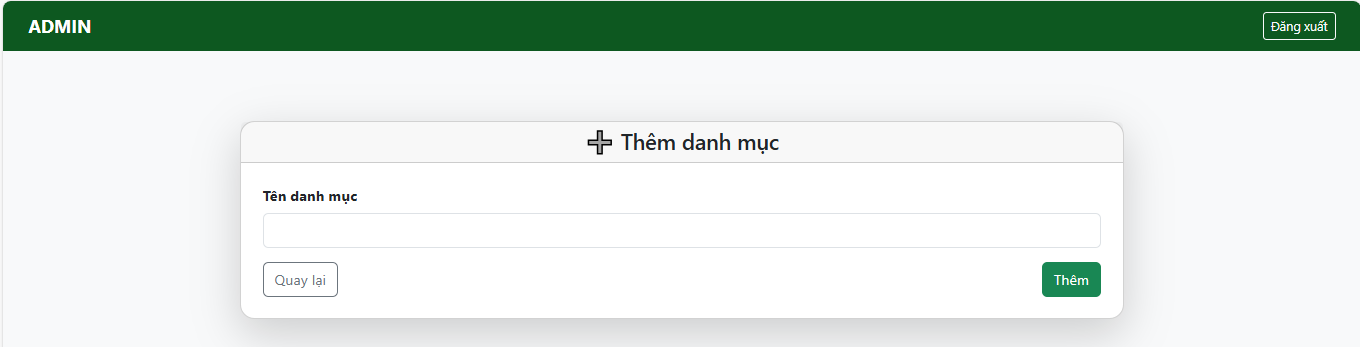 ADMIN
Đăng xuất
Thêm danh mục
Tên danh mục
Quay lại
Thêm